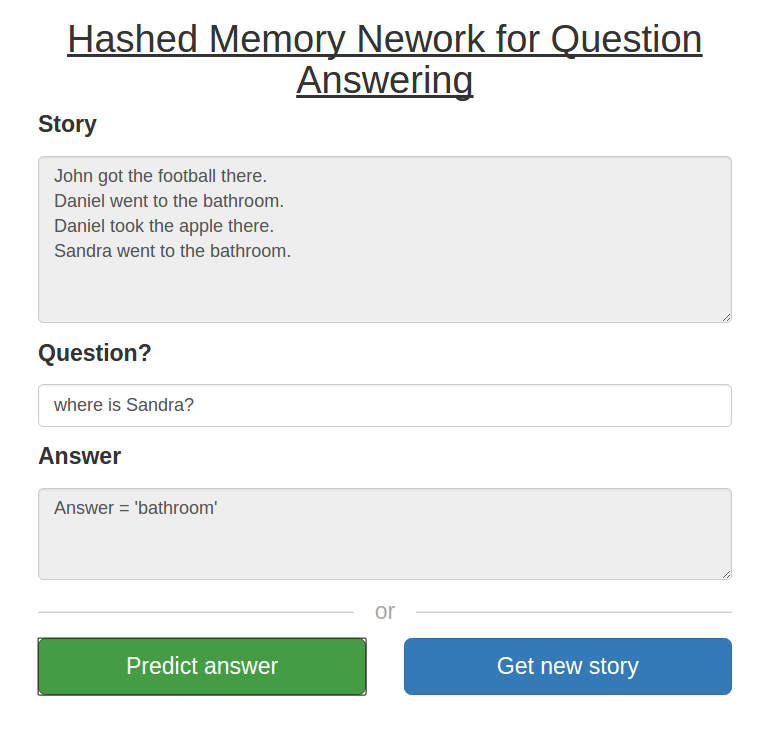 Hashed Memory Nework for Question
Answering
Story
John got the football there.
Daniel went to the bathroom.
Daniel took the apple there.
Sandra went to the bathroom.
Question?
where is Sandra?
Answer
Answer = 'bathroom'
or
Predict answer
Get new story